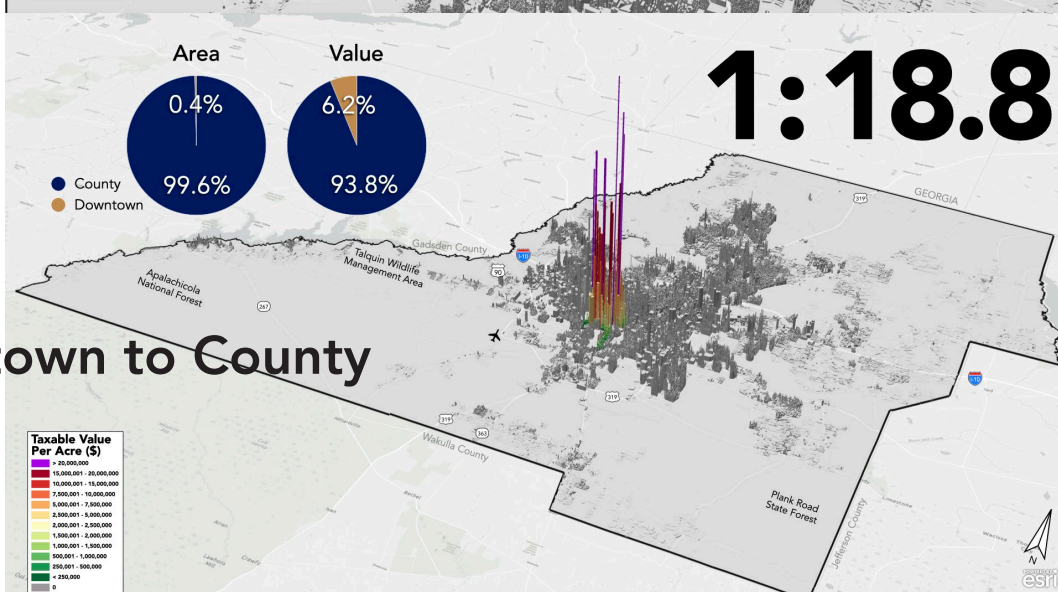 Area
Value
1:18.8
0.4%
6.2%
99.6%
93.8%
County
Downtown
GEORGIA
319
Gadsden County
I-10
90
Talquin Wildlife
Management Area
Apalachicola
National Forest
267
town to County
I-10
319
319
363
Wakulla County
Taxable Value
Per Acre ($)
> 20,000,000
15,000,001 - 20,000,000
10,000,001 - 15,000,000
7,500,001 - 10,000,000
5,000,001 - 7,500,000
2,500,001 - 5,000,000
2,000,001 - 2,500,000
1,500,001 - 2,000,000
1,000,001 - 1,500,000
500,001 - 1,000,000
250,001 - 500,000
< 250,000
0
Plank Road
State Forest
Jefferson County
Limestone
Wacissa
N
POWERED BY
esri